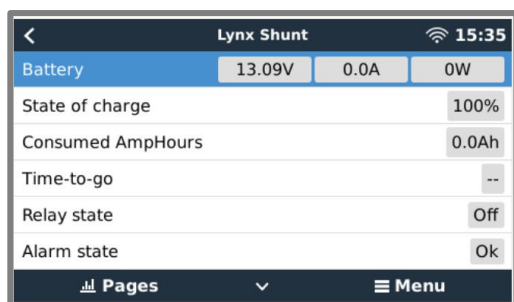 Lynx Shunt 15:35
Battery 13.09V 0.0A 0W
State of charge 100%
Consumed AmpHours 0.0Ah
Time-to-go --
Relay state Off
Alarm state Ok
Pages Menu